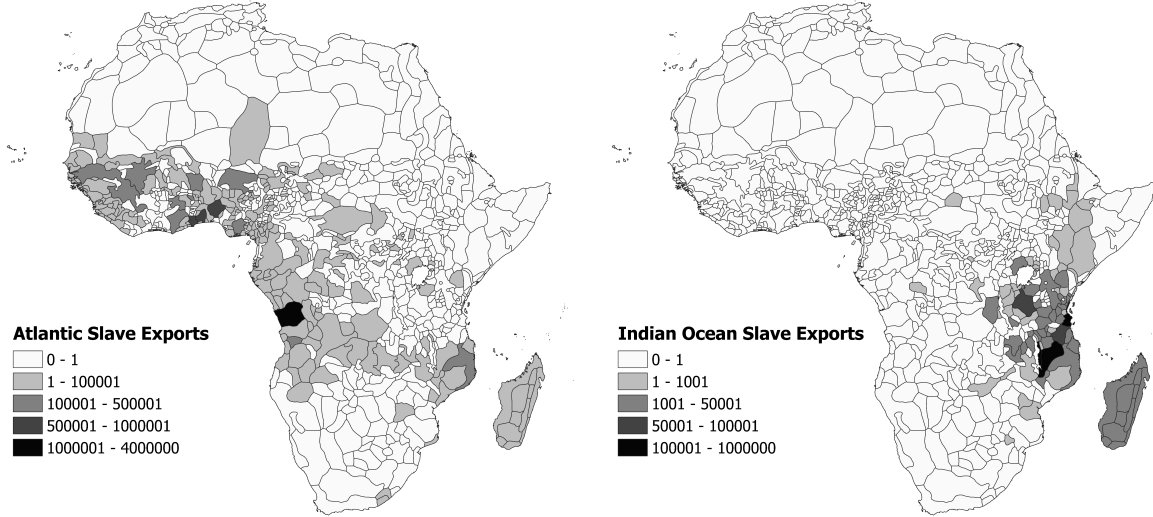 Atlantic Slave Exports
0 - 1
1 - 100001
100001 - 500001
500001 - 1000001
1000001 - 4000000
Indian Ocean Slave Exports
0 - 1
1 - 1001
1001 - 50001
50001 - 100001
100001 - 1000000